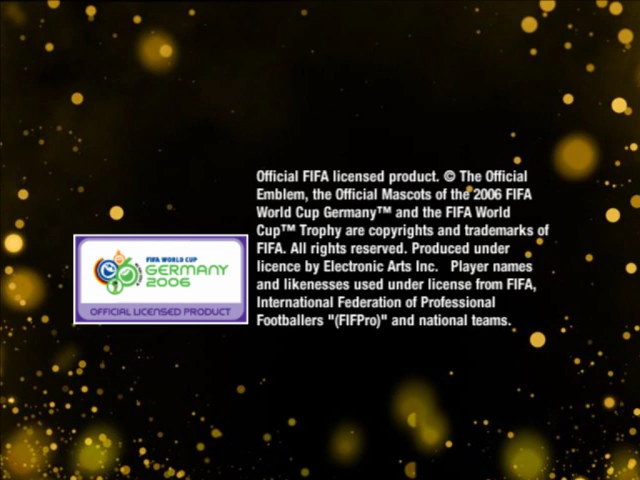 Official FIFA licensed product. © The Official
Emblem, the Official Mascots of the 2006 FIFA
World Cup Germany™ and the FIFA World
Cup™ Trophy are copyrights and trademarks of
FIFA. All rights reserved. Produced under
licence by Electronic Arts Inc.   Player names
and likenesses used under license from FIFA,
International Federation of Professional
Footballers "(FIFPro)" and national teams.
FIFA WORLD CUP
GERMANY
2006
OFFICIAL LICENSED PRODUCT